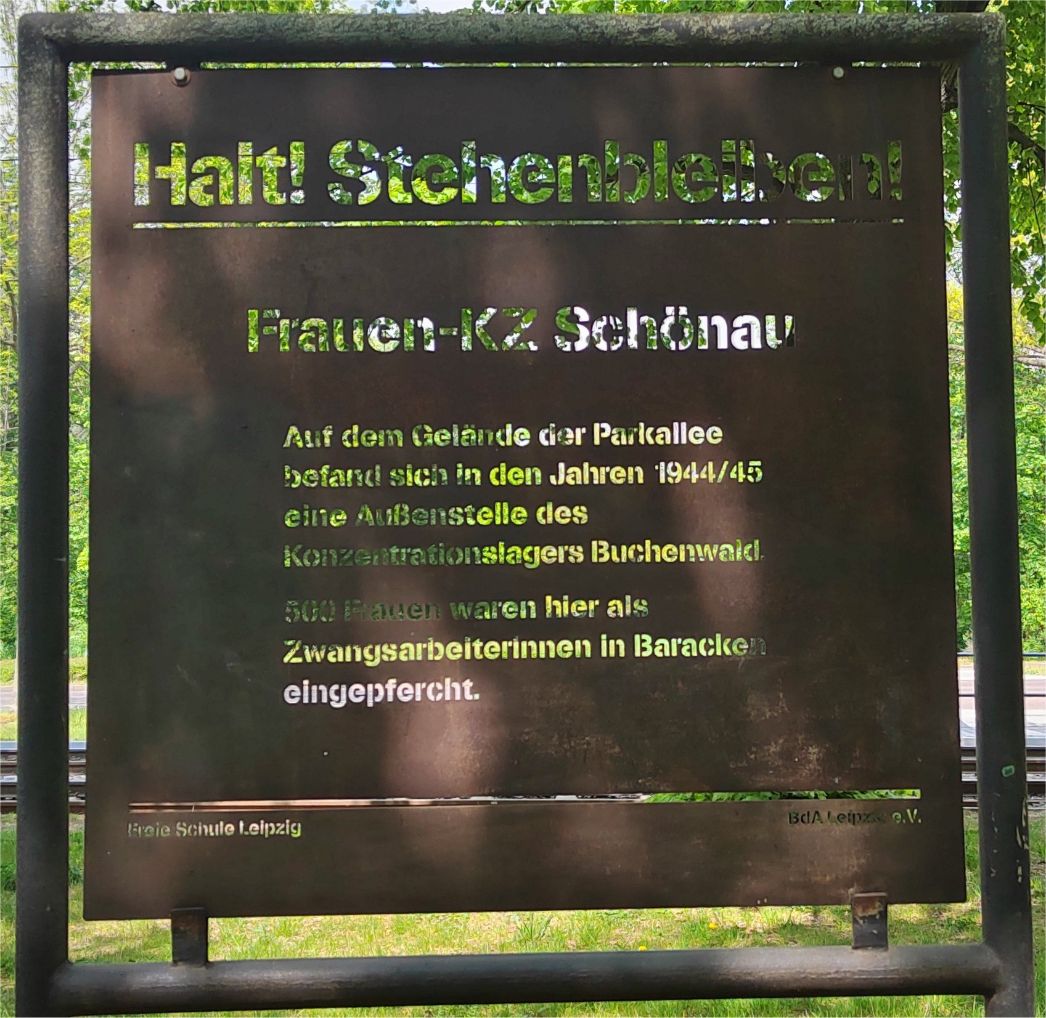 Halt! Stehenbleiben!
Frauen-KZ Schönau
Auf dem Gelände der Parkallee
befand sich in den Jahren 1944/45
eine Außenstelle des
Konzentrationslagers Buchenwald.
500 Frauen waren hier als
Zwangsarbeiterinnen in Baracken
eingepfercht.
Freie Schule Leipzig
BdA Leipzig e.V.